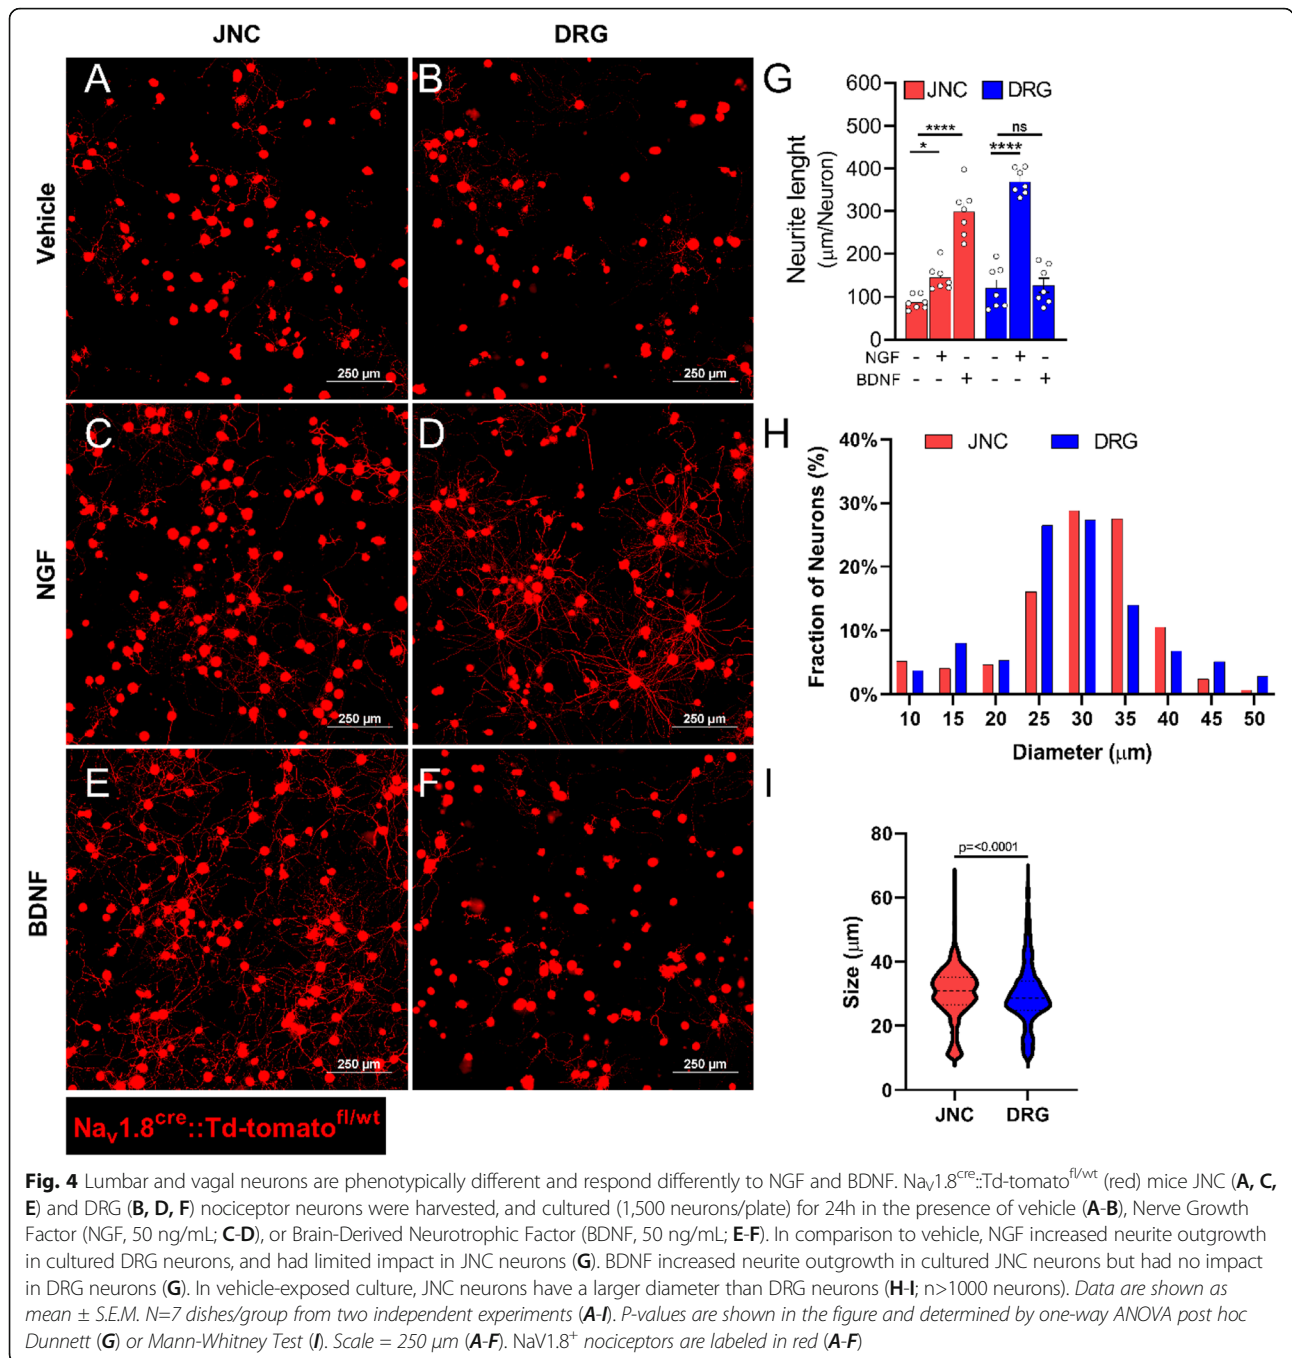 JNC
DRG
Vehicle
NGF
BDNF
A
B
250 µm
250 µm
C
D
250 µm
250 µm
E
F
250 µm
250 µm
Nav1.8cre::Td-tomatofl/wt
G
JNC DRG
Neurite lenght
(µm/Neuron)
600
500
400
300
200
100
0
* **** **** ns
NGF - + - - + -
BDNF - - + - - +
H
JNC DRG
Fraction of Neurons (%)
40%
30%
20%
10%
0%
10 15 20 25 30 35 40 45 50
Diameter (µm)
I
Size (µm)
80
60
40
20
0
p=<0.0001
JNC DRG
Fig. 4 Lumbar and vagal neurons are phenotypically different and respond differently to NGF and BDNF. NaV1.8cre::Td-tomatofl/wt (red) mice JNC (A, C,
E) and DRG (B, D, F) nociceptor neurons were harvested, and cultured (1,500 neurons/plate) for 24h in the presence of vehicle (A-B), Nerve Growth
Factor (NGF, 50 ng/mL; C-D), or Brain-Derived Neurotrophic Factor (BDNF, 50 ng/mL; E-F). In comparison to vehicle, NGF increased neurite outgrowth
in cultured DRG neurons, and had limited impact in JNC neurons (G). BDNF increased neurite outgrowth in cultured JNC neurons but had no impact
in DRG neurons (G). In vehicle-exposed culture, JNC neurons have a larger diameter than DRG neurons (H-I; n>1000 neurons). Data are shown as
mean ± S.E.M. N=7 dishes/group from two independent experiments (A-I). P-values are shown in the figure and determined by one-way ANOVA post hoc
Dunnett (G) or Mann-Whitney Test (I). Scale = 250 µm (A-F). NaV1.8+ nociceptors are labeled in red (A-F)